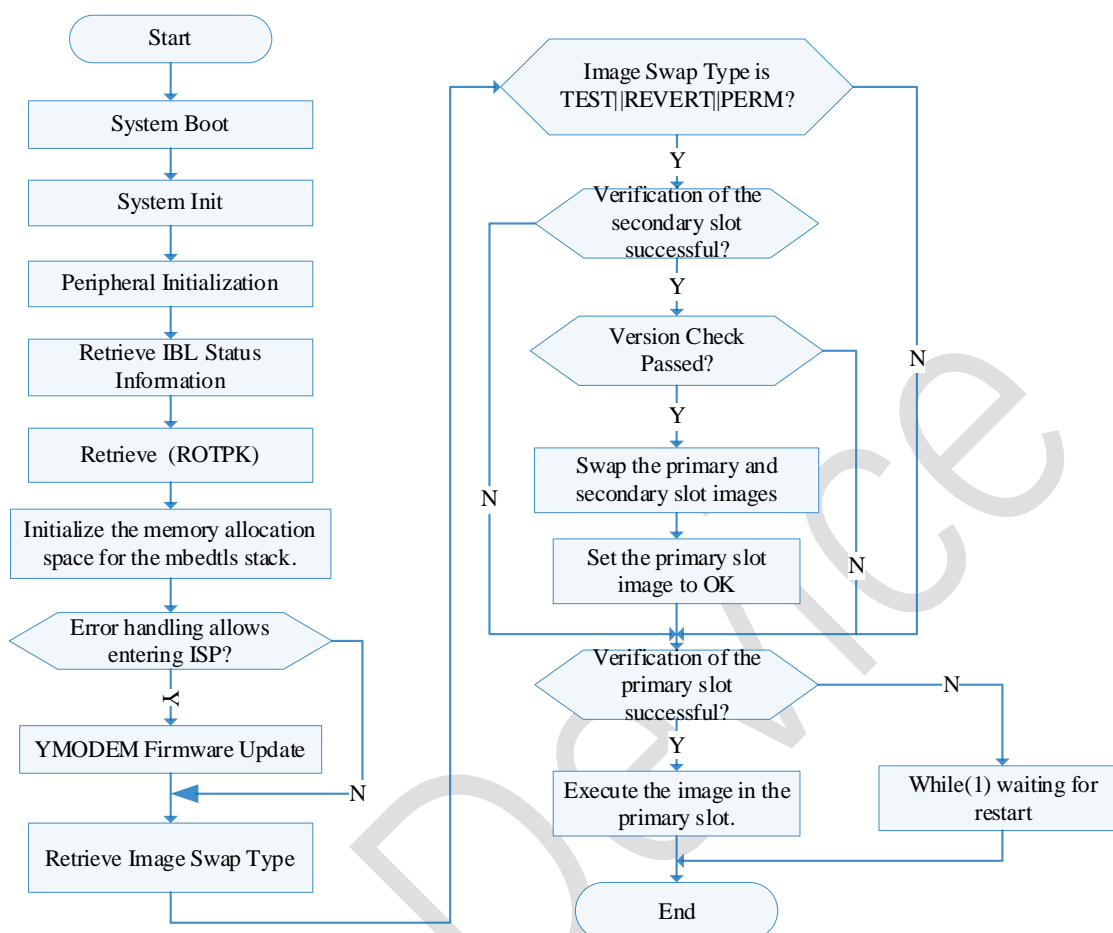 Start
System Boot
System Init
Peripheral Initialization
Retrieve IBL Status
Information
Retrieve (ROTPK)
Initialize the memory allocation
space for the mbedtls stack.
Error handling allows
entering ISP?
Y
YMODEM Firmware Update
N
Retrieve Image Swap Type
Image Swap Type is
TEST||REVERT||PERM?
Y
N
Verification of the
secondary slot
successful?
Y
N
Version Check
Passed?
Y
N
Swap the primary and
secondary slot images
Set the primary slot
image to OK
Verification of the
primary slot
successful?
N
Y
Execute the image in the
primary slot.
While(1) waiting for
restart
End
Device